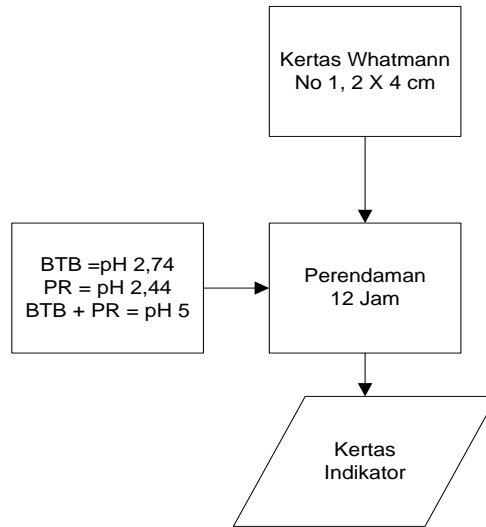 Kertas Whatmann
No 1, 2 X 4 cm
BTB =pH 2,74
PR = pH 2,44
BTB + PR = pH 5
Perendaman
12 Jam
Kertas
Indikator